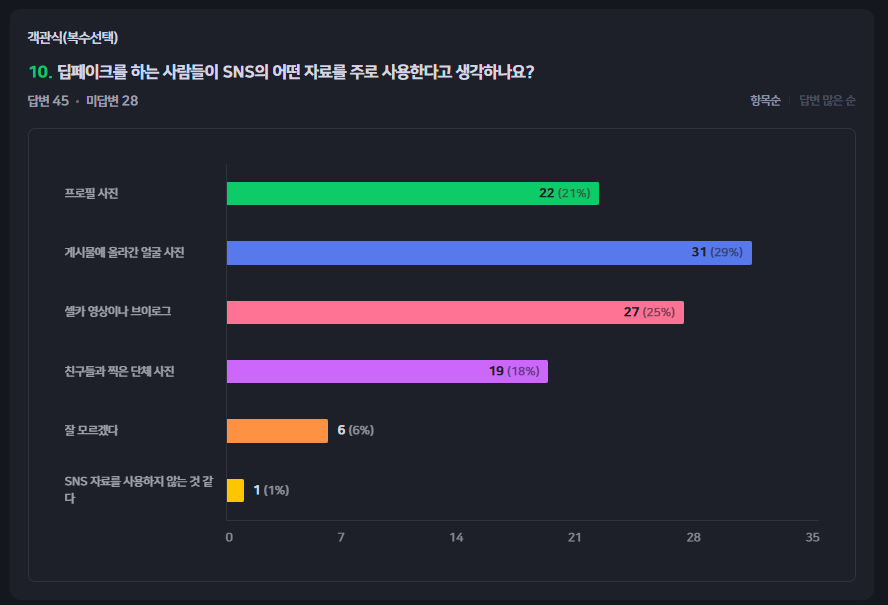 객관식(복수선택)
10. 딥페이크를 하는 사람들이 SNS의 어떤 자료를 주로 사용한다고 생각하나요?
답변 45 · 미답변 28
항목순 | 답변 많은 순
프로필 사진
22 (21%)
게시물에 올라간 얼굴 사진
31 (29%)
셀카 영상이나 브이로그
27 (25%)
친구들과 찍은 단체 사진
19 (18%)
잘 모르겠다
6 (6%)
SNS 자료를 사용하지 않는 것 같
다
1 (1%)
0 7 14 21 28 35